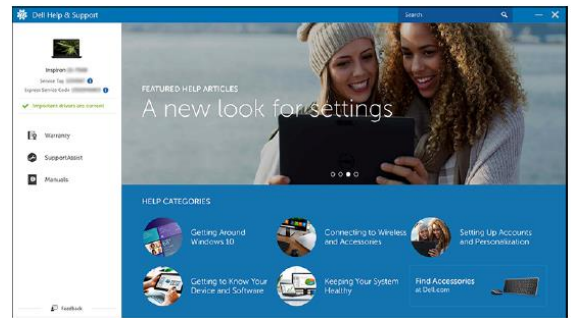 Dell Help & Support
Search
Inspiron
Service Tag
Express Service Code
Important drivers are current
Warranty
SupportAssist
Manuals
Feedback
FEATURED HELP ARTICLES
A new look for settings
HELP CATEGORIES
Getting Around
Windows 10
Connecting to Wireless
and Accessories
Setting Up Accounts
and Personalization
Getting to Know Your
Device and Software
Keeping Your System
Healthy
Find Accessories
at Dell.com